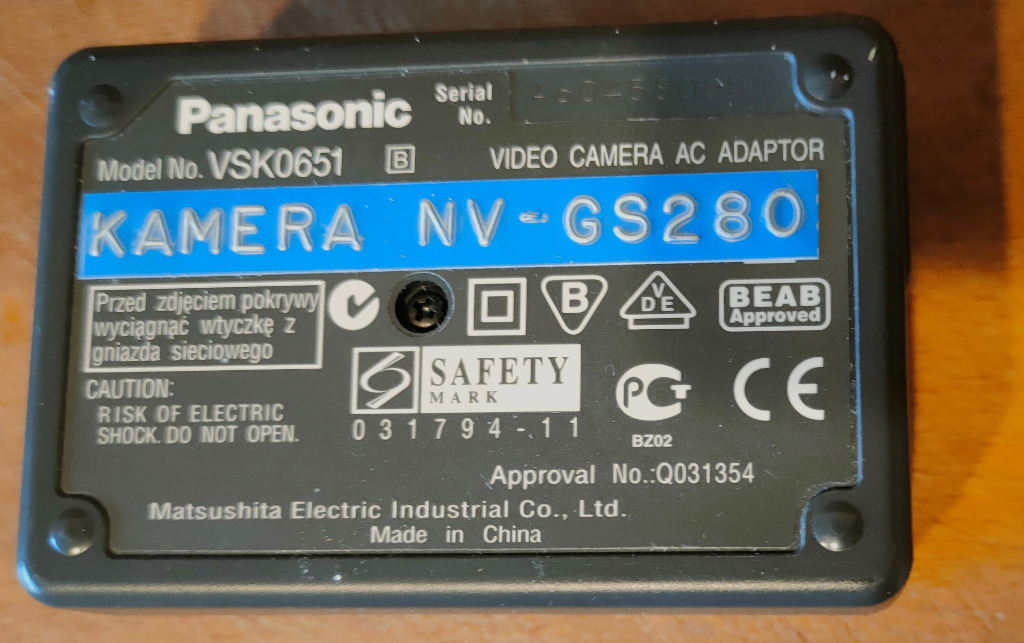 Panasonic
Serial No.
Model No. VSK0651 B VIDEO CAMERA AC ADAPTOR
KAMERA NV-GS280
Przed zdjęciem pokrywy
wyciągnąć wtyczkę z
gniazda sieciowego
B
VDE
BEAB
Approved
S SAFETY
MARK
031794-11
РСТ
BZ02
CE
CAUTION:
RISK OF ELECTRIC
SHOCK. DO NOT OPEN.
Approval No.:Q031354
Matsushita Electric Industrial Co., Ltd.
Made in China